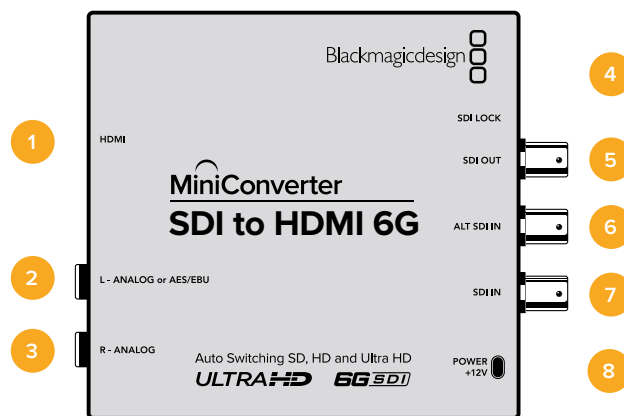 Blackmagicdesign
4
SDI LOCK
1
HDMI
SDI OUT
5
MiniConverter
SDI to HDMI 6G
ALT SDI IN
6
2
L - ANALOG or AES/EBU
SDI IN
7
3
R - ANALOG
Auto Switching SD, HD and Ultra HD
ULTRAHD 6G SDI
POWER
+12V
8